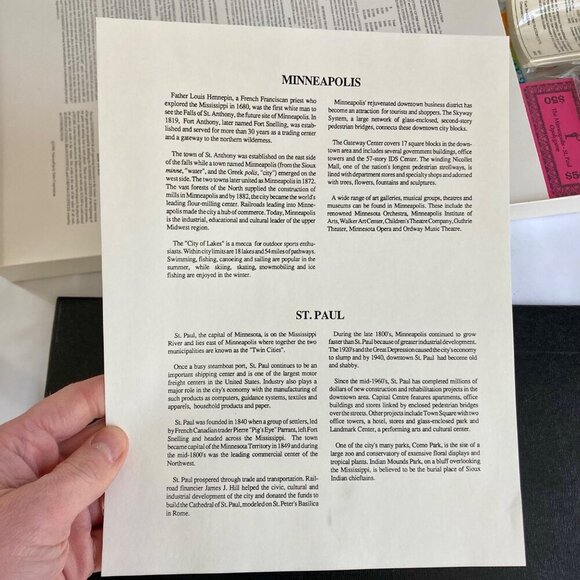 MINNEAPOLIS
Father Louis Hennepin, a French Franciscan priest who
explored the Mississippi in 1680, was the first white man to
see the Falls of St. Anthony, the future site of Minneapolis. In
1819, Fort Anthony, later named Fort Snelling, was estab-
lished and served for more than 30 years as a trading center
and a gateway to the northern wilderness.
The town of St. Anthony was established on the east side
of the falls while a town named Minneapolis (from the Sioux
minne, "water", and the Greek polis, "city") emerged on the
west side. The two towns later united as Minneapolis in 1872.
The vast forests of the North supplied the construction of
mills in Minneapolis and by 1882, the city became the world's
leading flour-milling center. Railroads leading into Minne-
apolis made the city a hub of commerce. Today, Minneapolis
is the industrial, educational and cultural leader of the upper
Midwest region.
The "City of Lakes" is a mecca for outdoor sports enthu-
siasts. Within city limits are 18 lakes and 54 miles of pathways.
Swimming, fishing, canoeing and sailing are popular in the
summer, while skiing, skating, snowmobiling and ice
fishing are enjoyed in the winter.
Minneapolis' rejuvenated downtown business district has
become an attraction for tourists and shoppers. The Skyway
System, a large network of glass-enclosed, second-story
pedestrian bridges, connects these downtown city blocks.
The Gateway Center covers 17 square blocks in the down-
town area and includes several government buildings, office
towers and the 57-story IDS Center. The winding Nicollet
Mall, one of the nation's longest pedestrian strollways, is
lined with department stores and specialty shops and adorned
with trees, flowers, fountains and sculptures.
A wide range of art galleries, musical groups, theatres and
museums can be found in Minneapolis. These include the
renowned Minnesota Orchestra, Minneapolis Institute of
Arts, Walker Art Center, Children's Theatre Company, Guthrie
Theater, Minnesota Opera and Ordway Music Theatre.
ST. PAUL
St. Paul, the capital of Minnesota, is on the Mississippi
River and lies east of Minneapolis where together the two
municipalities are known as the "Twin Cities".
Once a busy steamboat port, St. Paul continues to be an
important shipping center and is one of the largest motor
freight centers in the United States. Industry also plays a
major role in the city's economy with the manufacturing of
such products as computers, guidance systems, textiles and
apparels, household products and paper.
St. Paul was founded in 1840 when a group of settlers, led
by French Canadian trader Pierre "Pig's Eye" Parrant, left Fort
Snelling and headed across the Mississippi. The town
became capital of the Minnesota Territory in 1849 and during
the mid-1800's was the leading commercial center of the
Northwest.
St. Paul prospered through trade and transportation. Rail-
road financier James J. Hill helped the civic, cultural and
industrial development of the city and donated the funds to
build the Cathedral of St. Paul, modeled on St. Peter's Basilica
in Rome.
During the late 1800's, Minneapolis continued to grow
faster than St. Paul because of greater industrial development.
The 1920's and the Great Depression caused the city's economy
to slump and by 1940, downtown St. Paul had become old
and shabby.
Since the mid-1960's, St. Paul has completed millions of
dollars of new construction and rehabilitation projects in the
downtown area. Capital Centre features apartments, office
buildings and stores linked by enclosed pedestrian bridges
over the streets. Other projects include Town Square with two
office towers, a hotel, stores and glass-enclosed park and
Landmark Center, a performing arts and cultural center.
One of the city's many parks, Como Park, is the site of a
large zoo and conservatory of extensive floral displays and
tropical plants. Indian Mounds Park, on a bluff overlooking
the Mississippi, is believed to be the burial place of Sioux
Indian chieftains.
$50